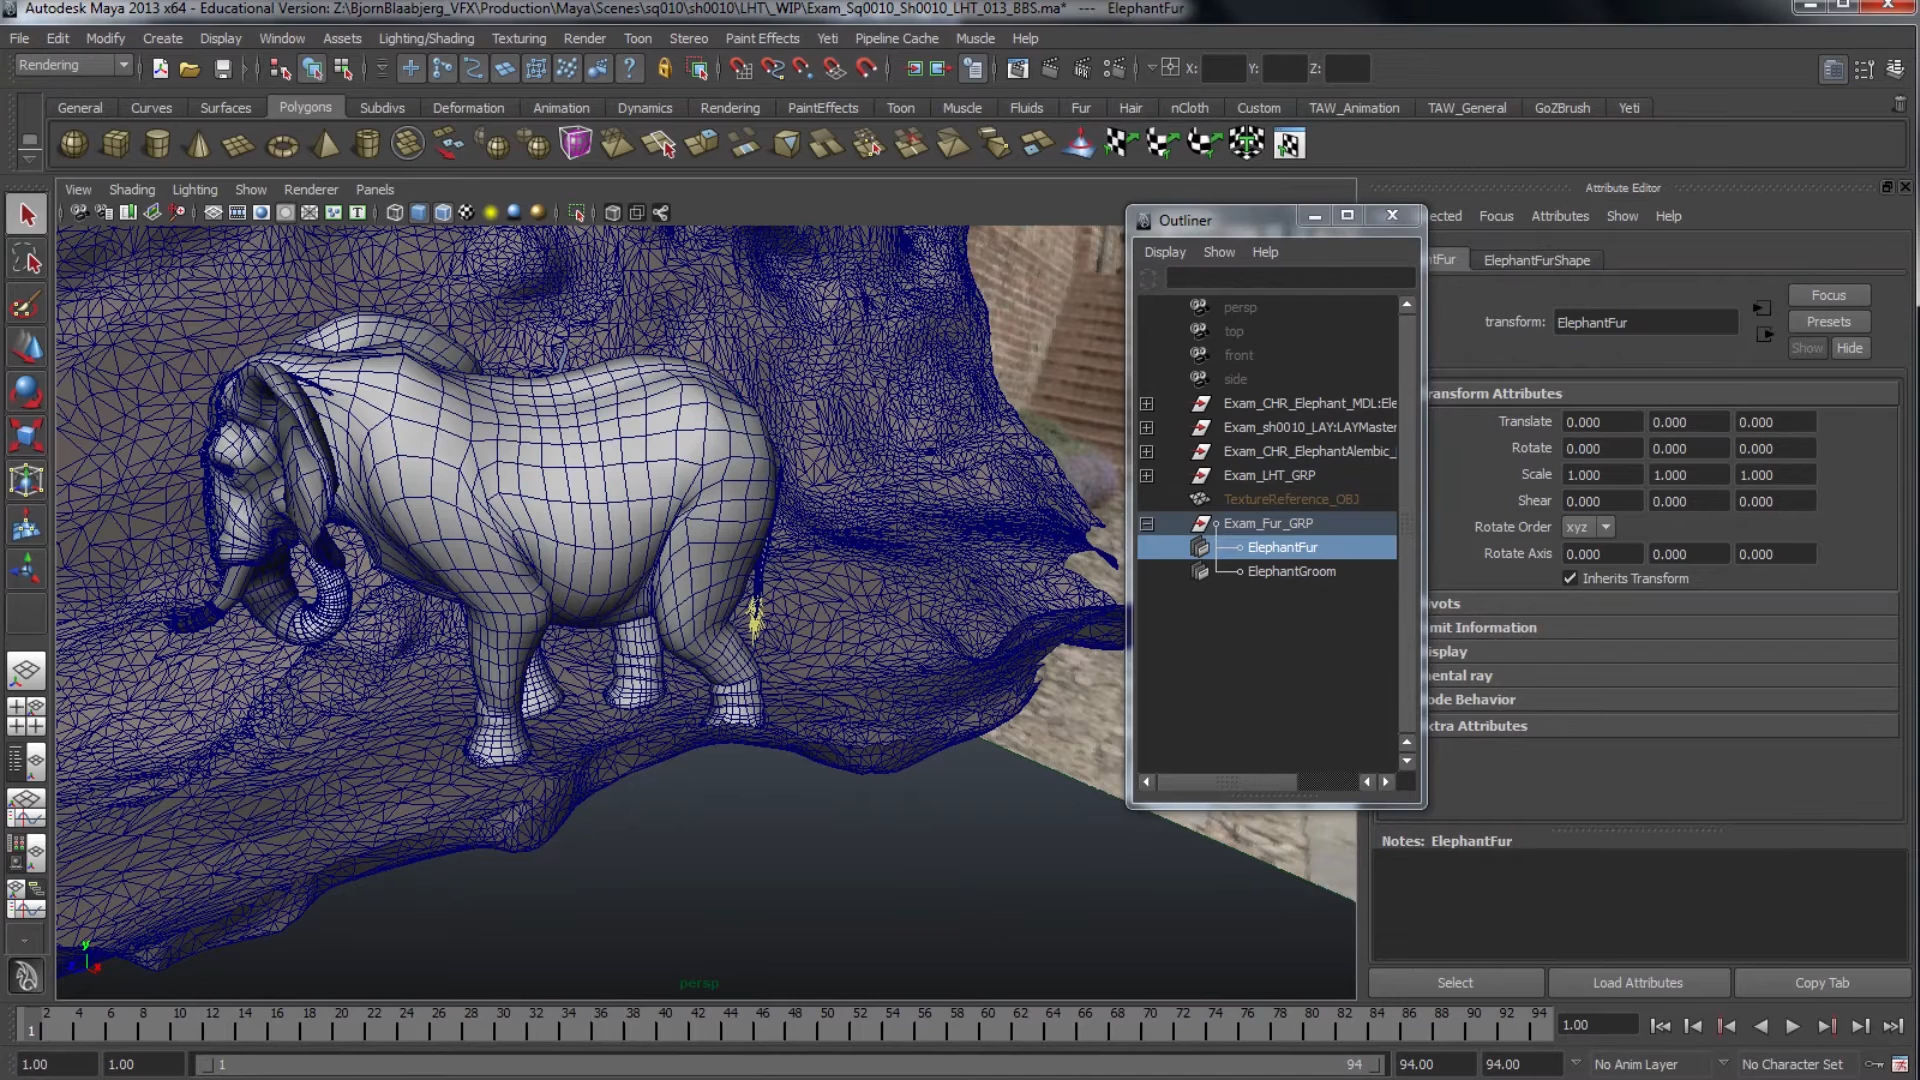 Autodesk Maya 2013 x64 - Educational Version: Z:\BjornBlaabjerg_VFX\Production\Maya\Scenes\sq010\sh0010\LHT\_WIP\Exam_Sq0010_Sh0010_LHT_013_BBS.ma* --- ElephantFur
File Edit Modify Create Display Window Assets Lighting/Shading Texturing Render Toon Stereo Paint Effects Yeti Pipeline Cache Muscle Help
Rendering X: Y: Z:
General Curves Surfaces Polygons Subdivs Deformation Animation Dynamics Rendering PaintEffects Toon Muscle Fluids Fur Hair nCloth Custom TAW_Animation TAW_General GoZBrush Yeti
View Shading Lighting Show Renderer Panels
Attribute Editor
Outliner
ected Focus Attributes Show Help
Display Show Help
ntFur ElephantFurShape
persp
top
front
side
Exam_CHR_Elephant_MDL:Ele
Exam_sh0010_LAY:LAYMaster
Exam_CHR_ElephantAlembic_
Exam_LHT_GRP
TextureReference_OBJ
Exam_Fur_GRP
ElephantFur
ElephantGroom
Focus
transform: ElephantFur
Presets
Show Hide
ransform Attributes
Translate 0.000 0.000 0.000
Rotate 0.000 0.000 0.000
Scale 1.000 1.000 1.000
Shear 0.000 0.000 0.000
Rotate Order xyz
Rotate Axis 0.000 0.000 0.000
Inherits Transform
ivots
imit Information
isplay
ental ray
ode Behavior
xtra Attributes
Notes: ElephantFur
Select Load Attributes Copy Tab
persp
2 4 6 8 10 12 14 16 18 20 22 24 26 28 30 32 34 36 38 40 42 44 46 48 50 52 54 56 58 60 62 64 66 68 70 72 74 76 78 80 82 84 86 88 90 92 94
1 1.00
1.00 1.00 1 94 94.00 94.00 No Anim Layer No Character Set